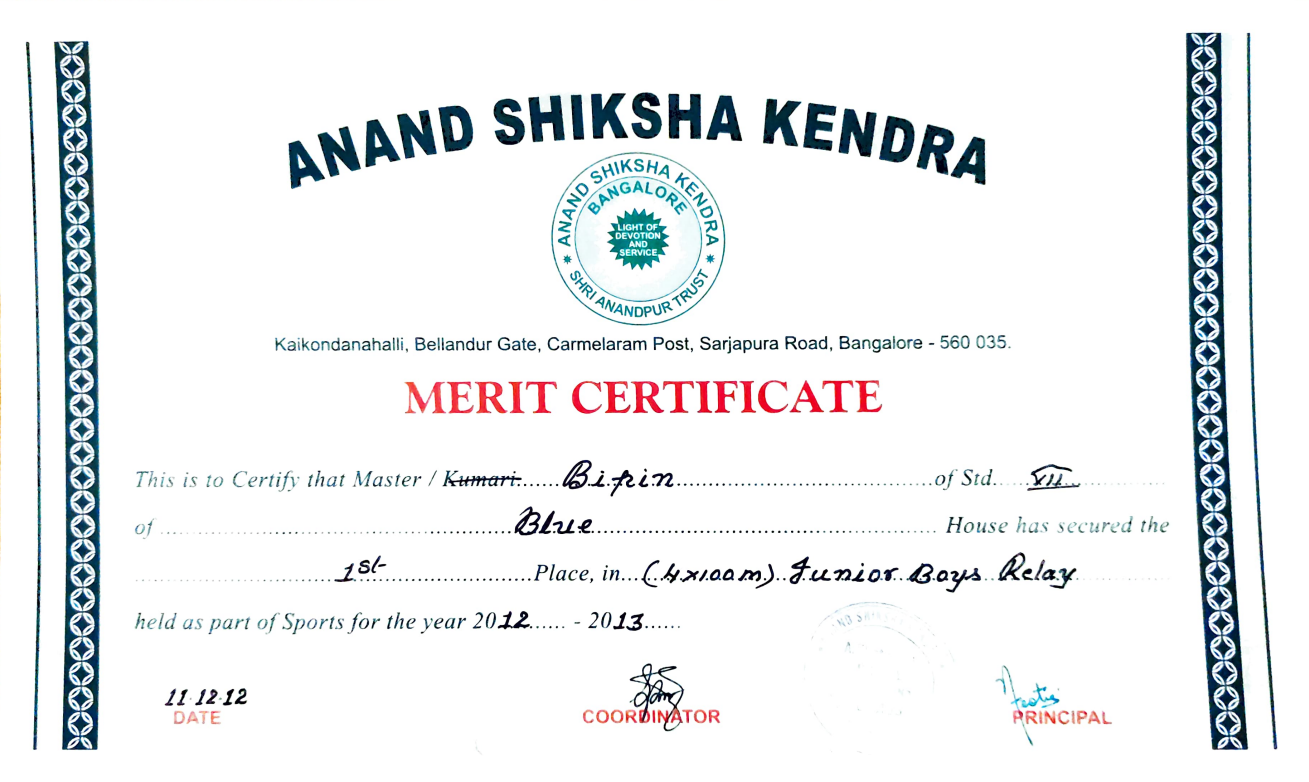 ANAND SHIKSHA KENDRA
ANAND SHIKSHA KENDRA
BANGALORE
LIGHT OF
DEVOTION
AND
SERVICE
* SHRI ANANDPUR TRUST *
Kaikondanahalli, Bellandur Gate, Carmelaram Post, Sarjapura Road, Bangalore - 560 035.
MERIT CERTIFICATE
This is to Certify that Master / Kumari......Bipin..........................................of Std......VII................
of ..........................................................Blue............................................................ House has secured the
.................................1st.........................Place, in...(4x100m) Junior Boys Relay
held as part of Sports for the year 2012...... - 2013......
11.12.12
DATE
COORDINATOR
PRINCIPAL